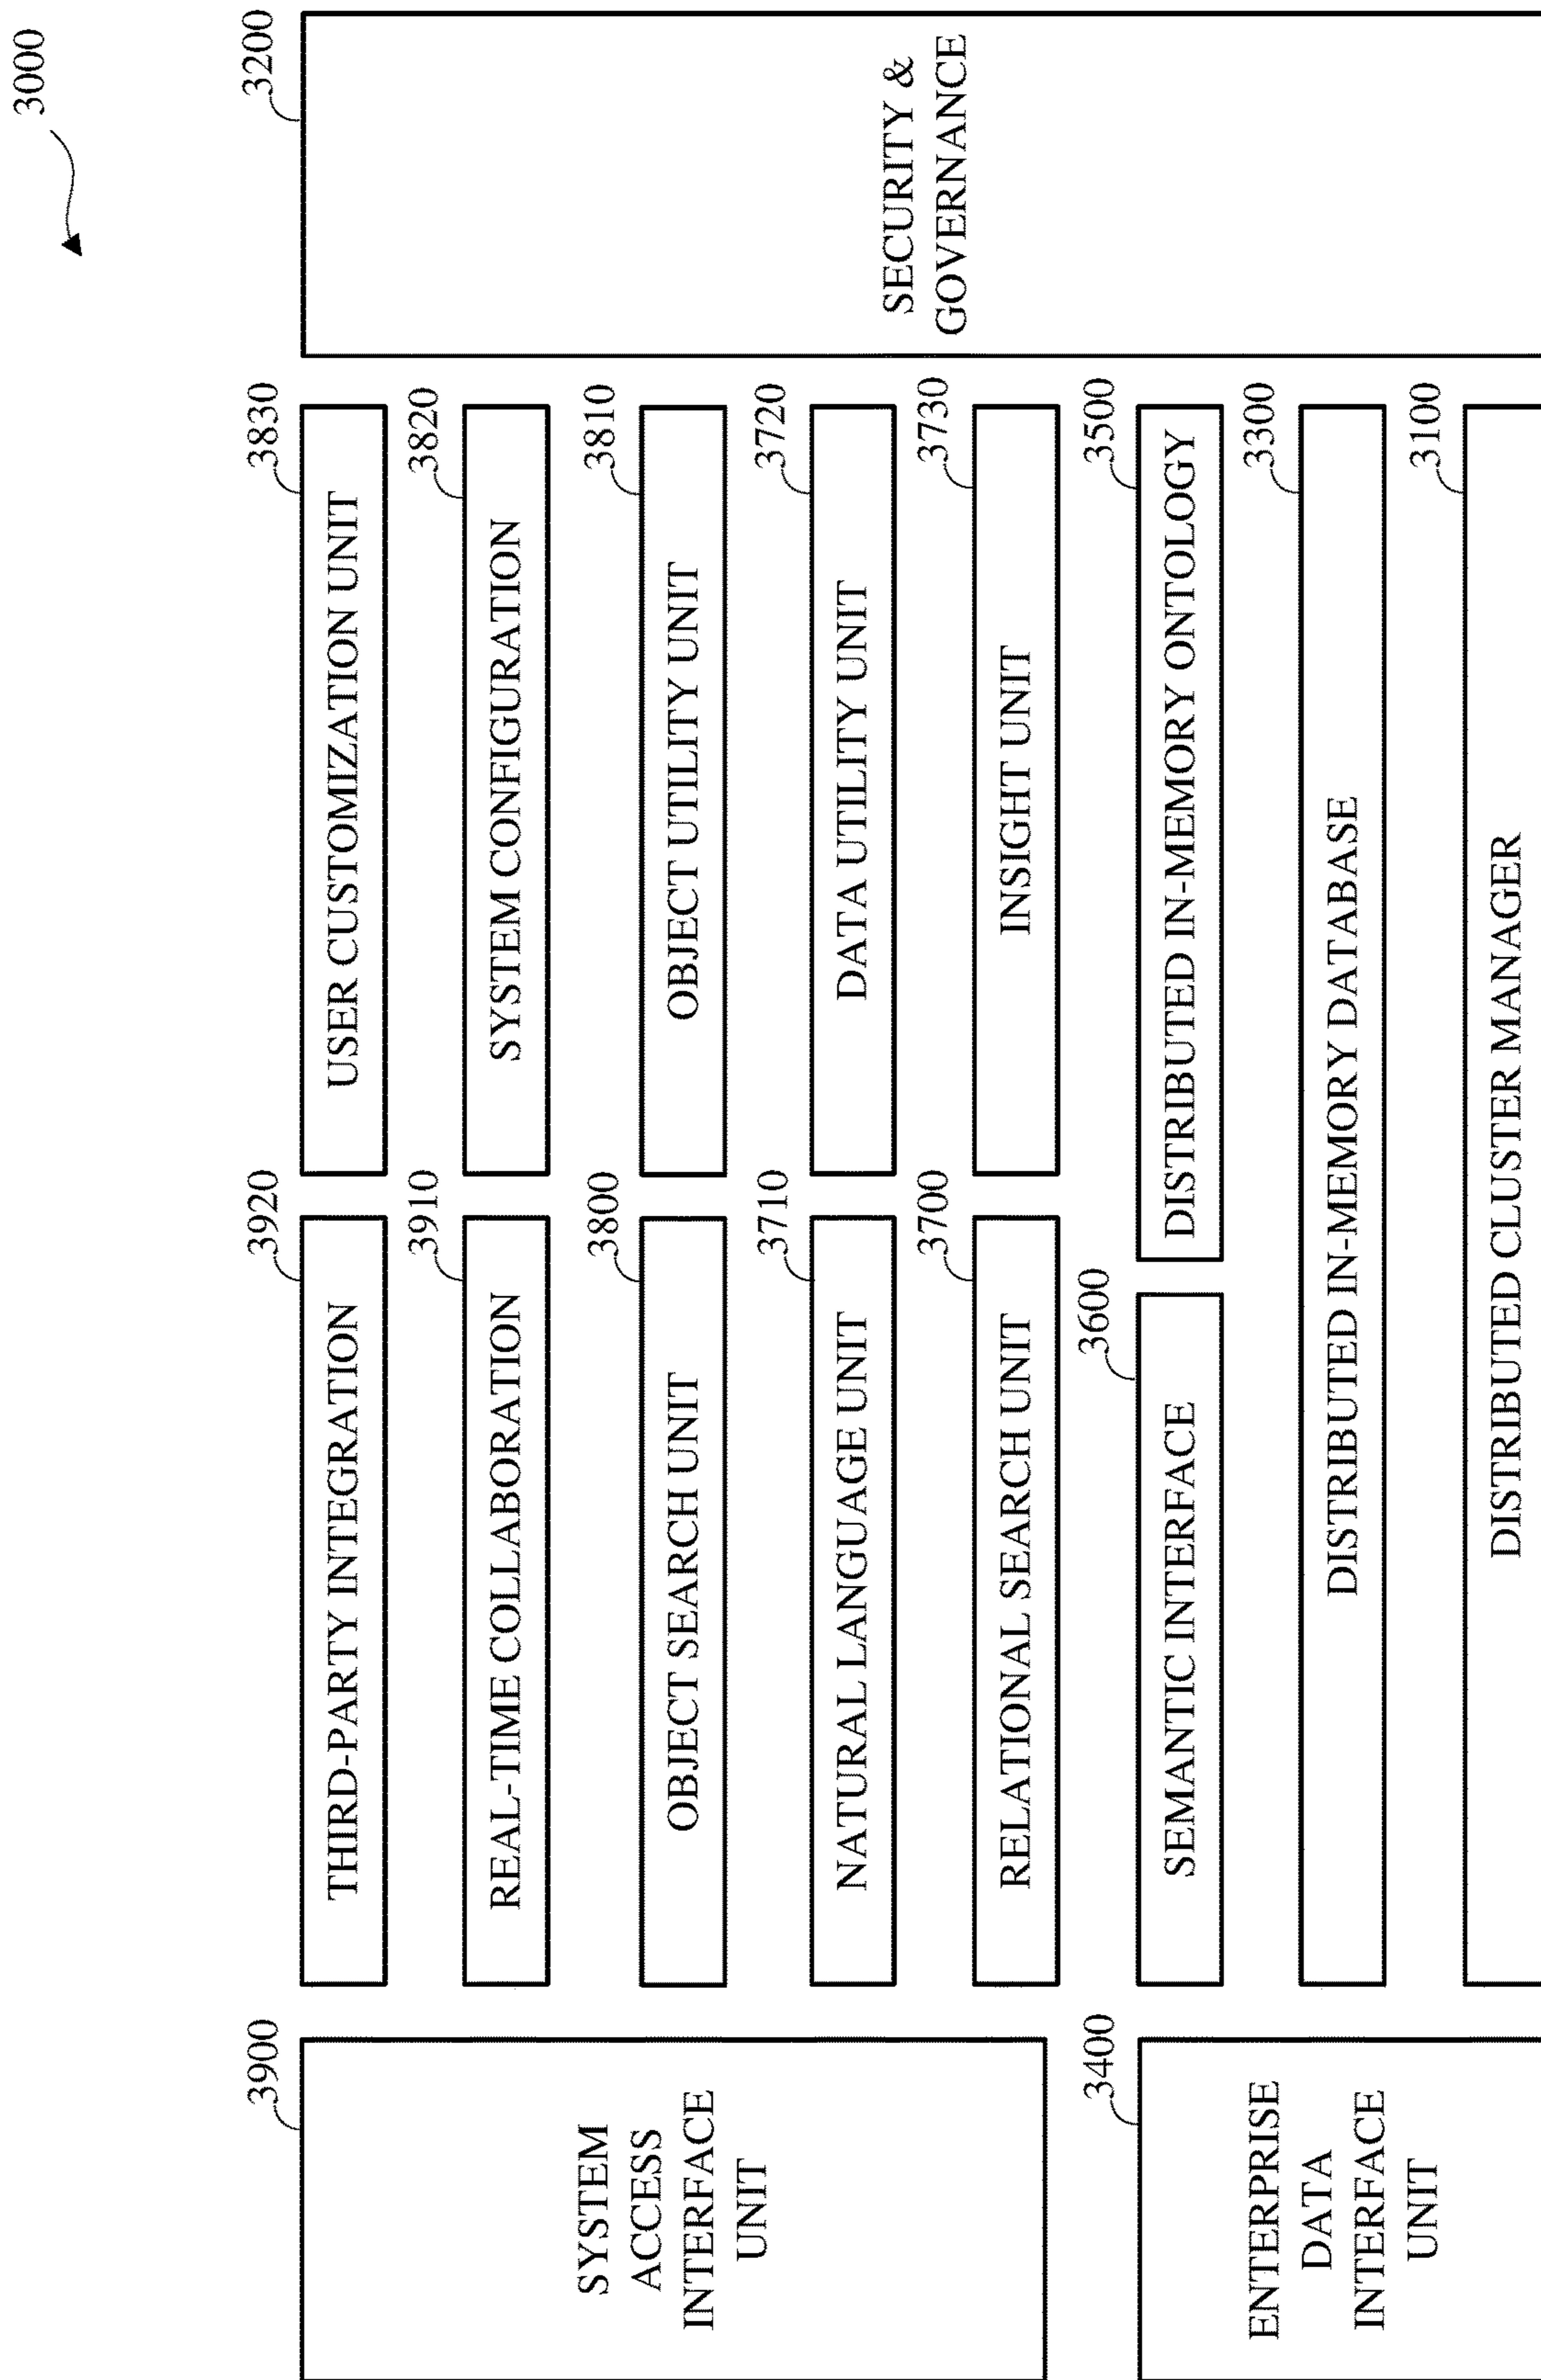 3000
3900
SYSTEM
ACCESS
INTERFACE
UNIT
3920
THIRD-PARTY INTEGRATION
3830
USER CUSTOMIZATION UNIT
3200
SECURITY &
GOVERNANCE
3910
REAL-TIME COLLABORATION
3820
SYSTEM CONFIGURATION
3800
OBJECT SEARCH UNIT
3810
OBJECT UTILITY UNIT
3710
NATURAL LANGUAGE UNIT
3720
DATA UTILITY UNIT
3700
RELATIONAL SEARCH UNIT
3730
INSIGHT UNIT
3400
ENTERPRISE
DATA
INTERFACE
UNIT
3600
SEMANTIC INTERFACE
3500
DISTRIBUTED IN-MEMORY ONTOLOGY
3300
DISTRIBUTED IN-MEMORY DATABASE
3100
DISTRIBUTED CLUSTER MANAGER